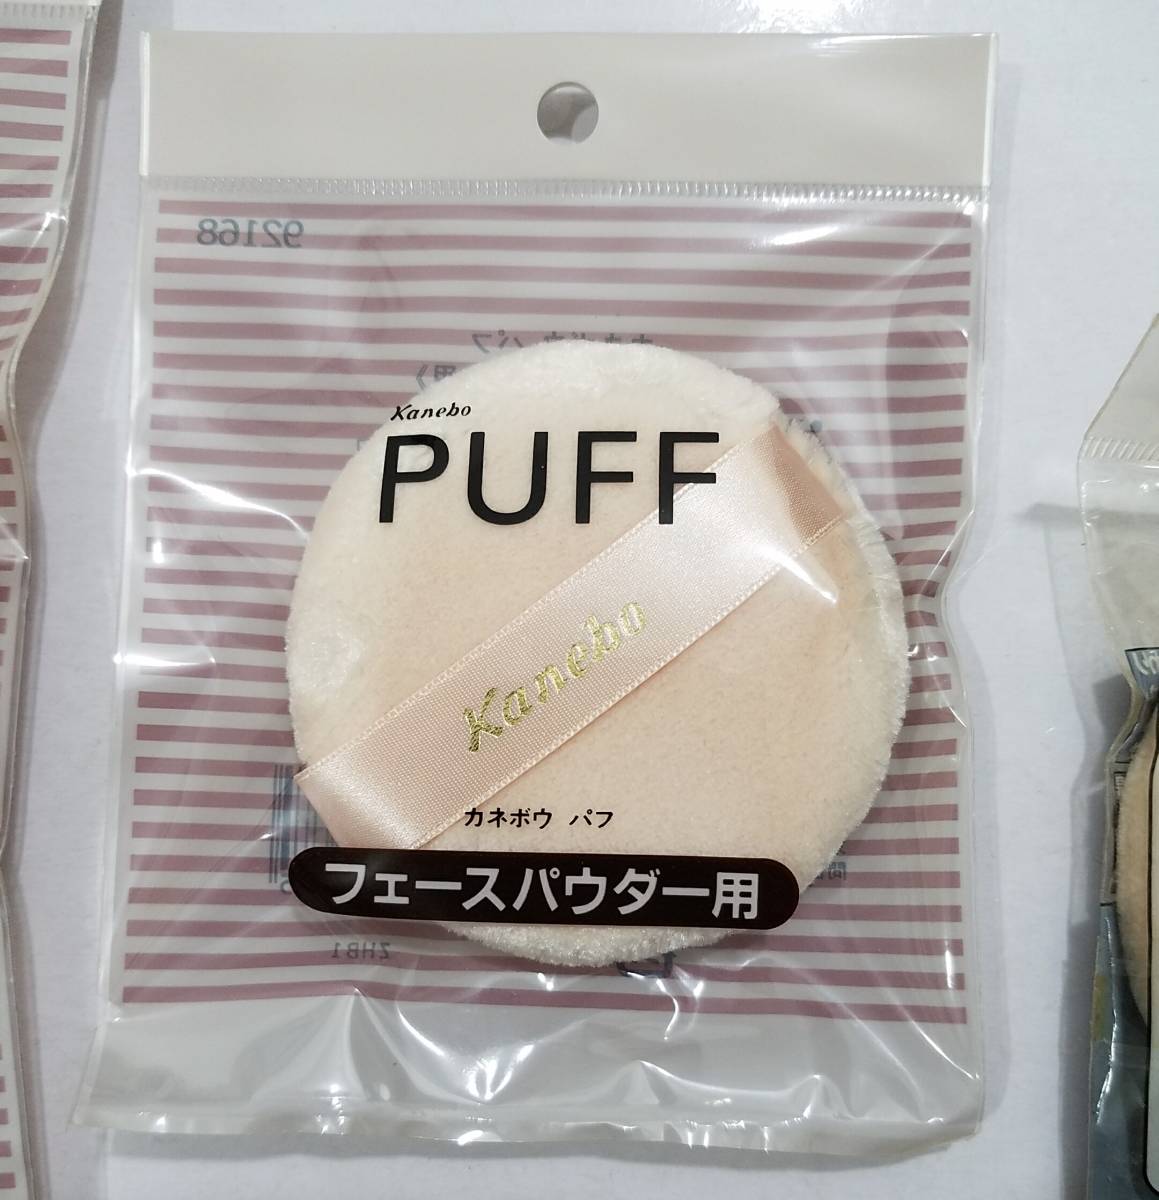 92168
Kanebo
PUFF
Kanebo
カネボウ パフ
フェースパウダー用
ZHB1